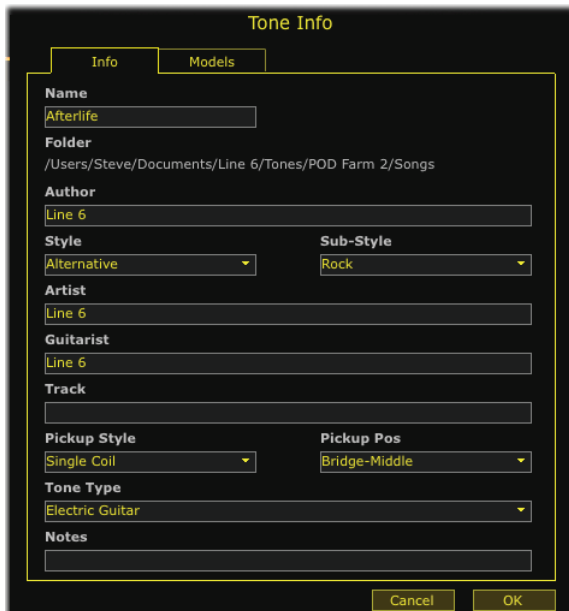 Tone Info
Info Models
Name
Afterlife
Folder
/Users/Steve/Documents/Line 6/Tones/POD Farm 2/Songs
Author
Line 6
Style Sub-Style
Alternative Rock
Artist
Line 6
Guitarist
Line 6
Track
Pickup Style Pickup Pos
Single Coil Bridge-Middle
Tone Type
Electric Guitar
Notes
Cancel OK